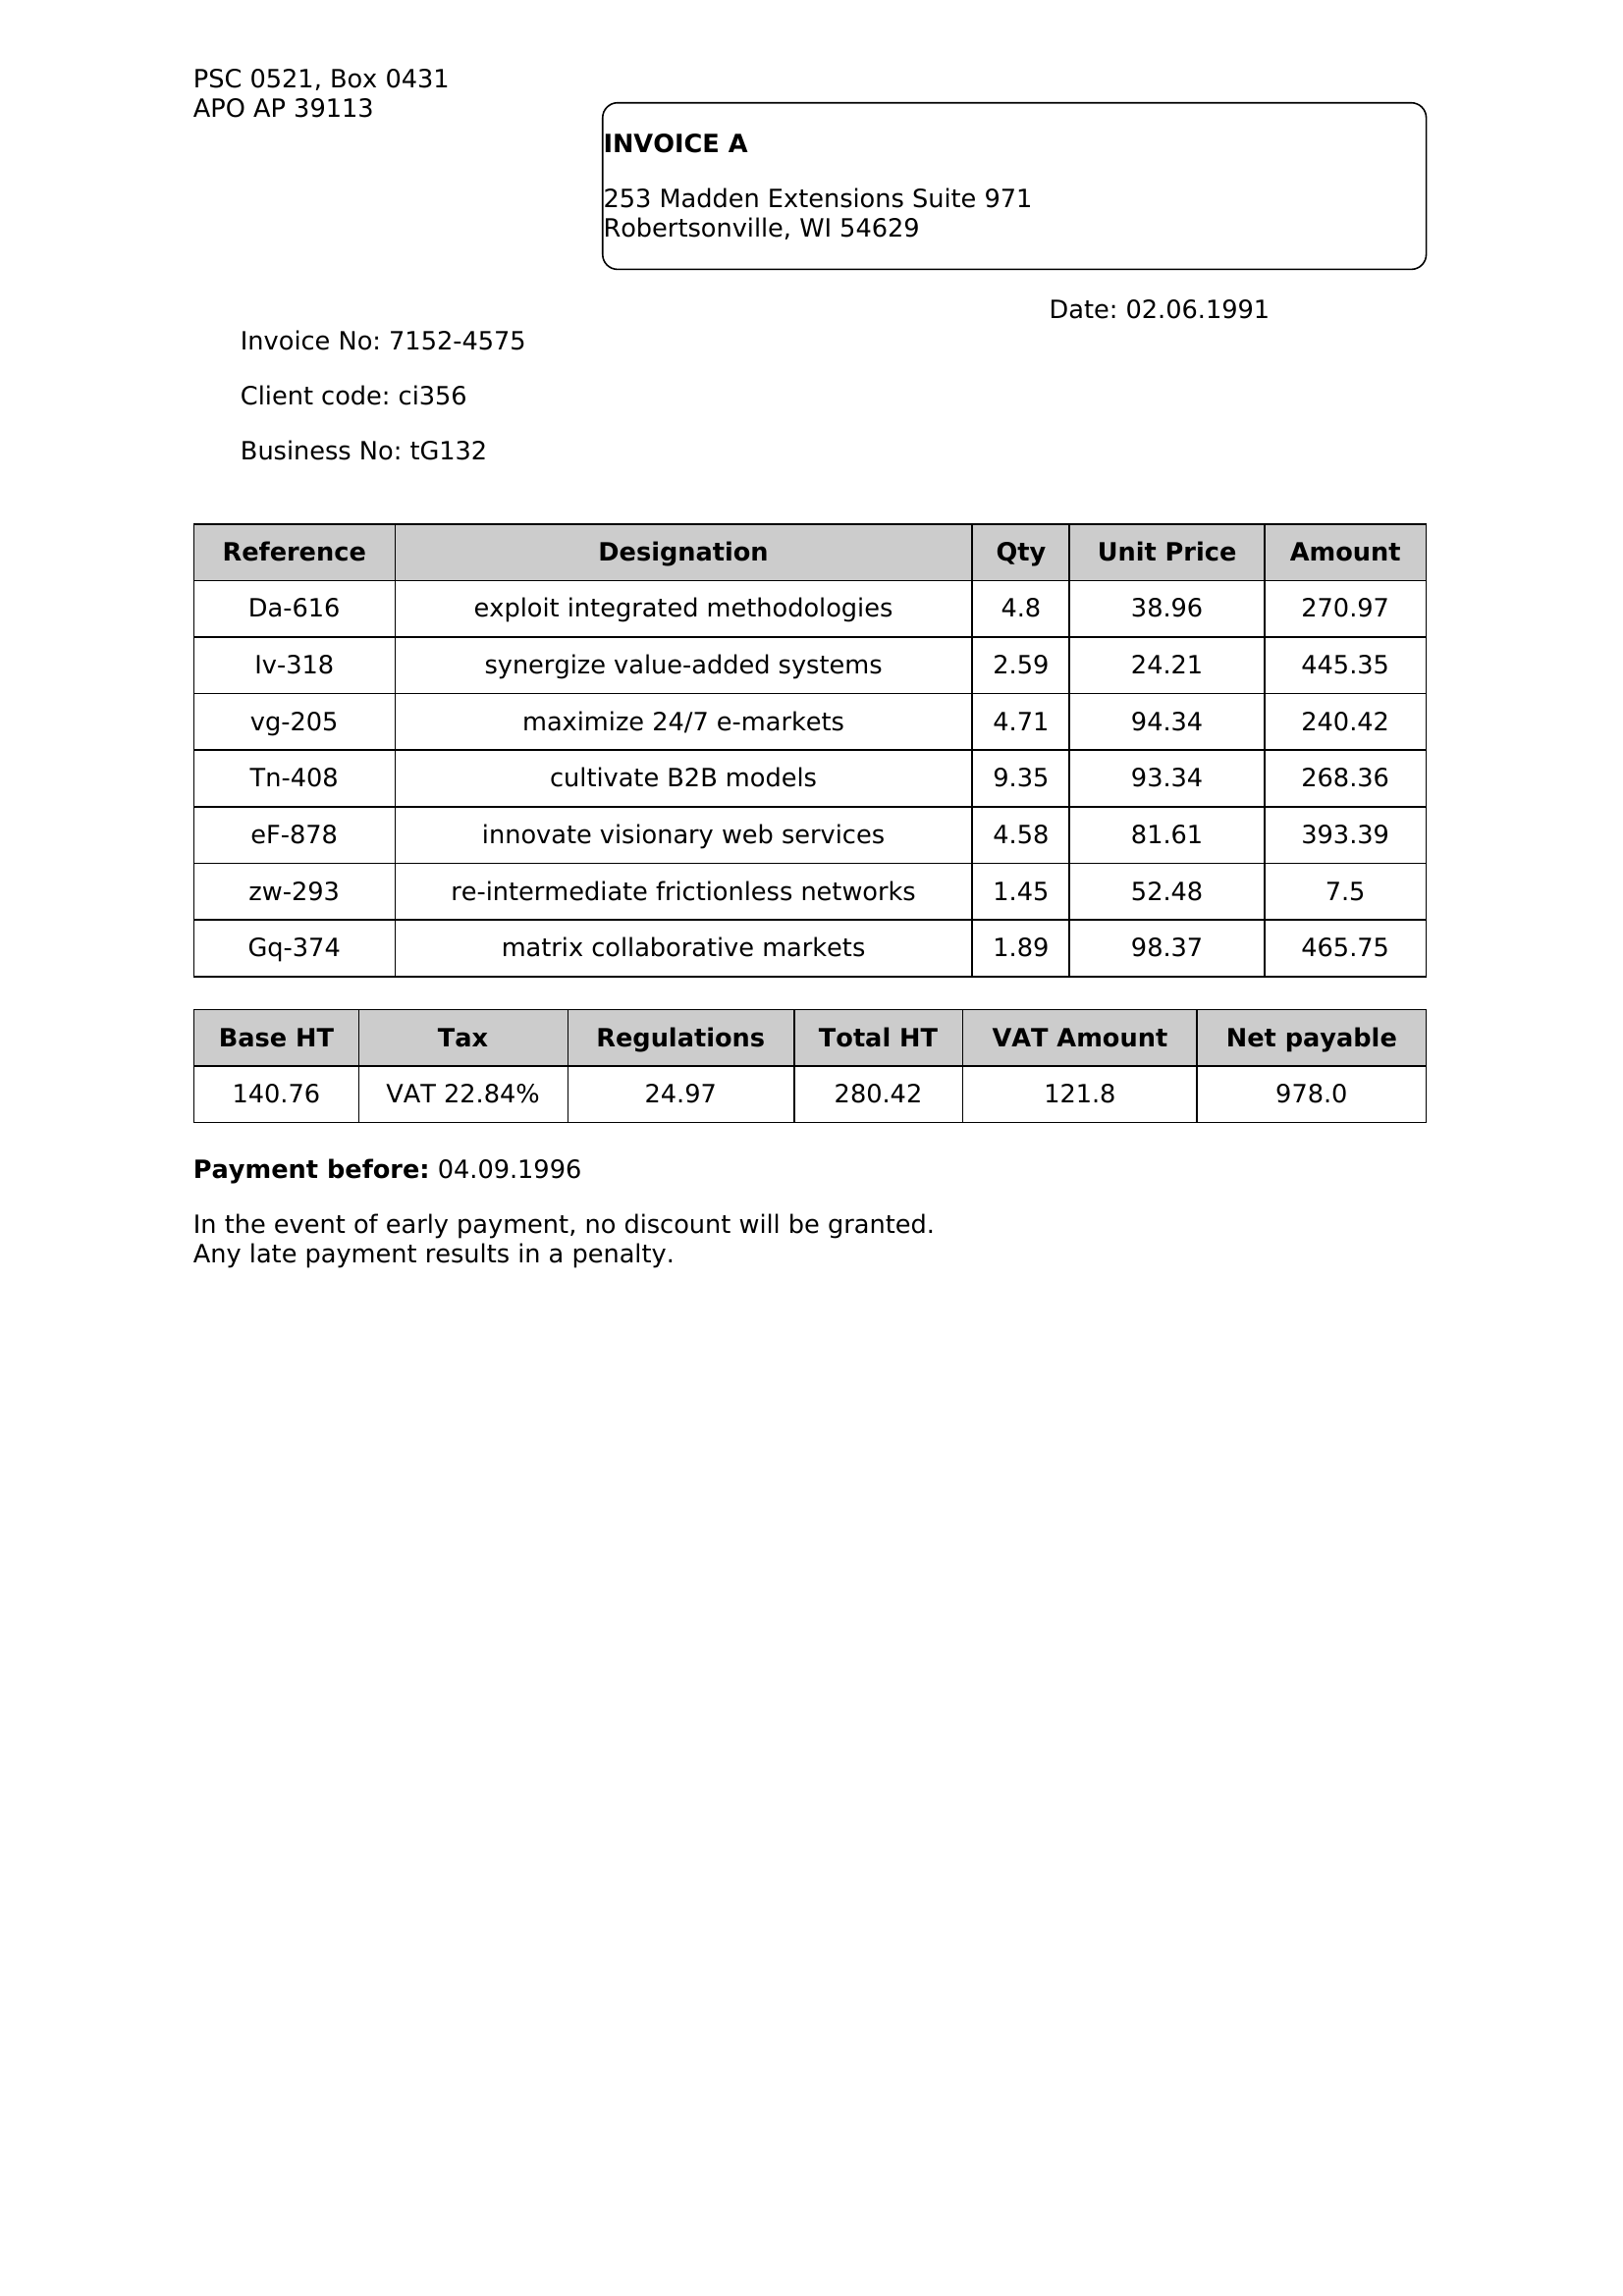 PSC 0521, Box 0431
APO AP 39113
INVOICE A
253 Madden Extensions Suite 971
Robertsonville, WI 54629
Date: 02.06.1991
Invoice No: 7152-4575
Client code: ci356
Business No: tG132
Reference Designation Qty Unit Price Amount
Da-616 exploit integrated methodologies 4.8 38.96 270.97
Iv-318 synergize value-added systems 2.59 24.21 445.35
vg-205 maximize 24/7 e-markets 4.71 94.34 240.42
Tn-408 cultivate B2B models 9.35 93.34 268.36
eF-878 innovate visionary web services 4.58 81.61 393.39
zw-293 re-intermediate frictionless networks 1.45 52.48 7.5
Gq-374 matrix collaborative markets 1.89 98.37 465.75
Base HT Tax Regulations Total HT VAT Amount Net payable
140.76 VAT 22.84% 24.97 280.42 121.8 978.0
Payment before: 04.09.1996
In the event of early payment, no discount will be granted.
Any late payment results in a penalty.